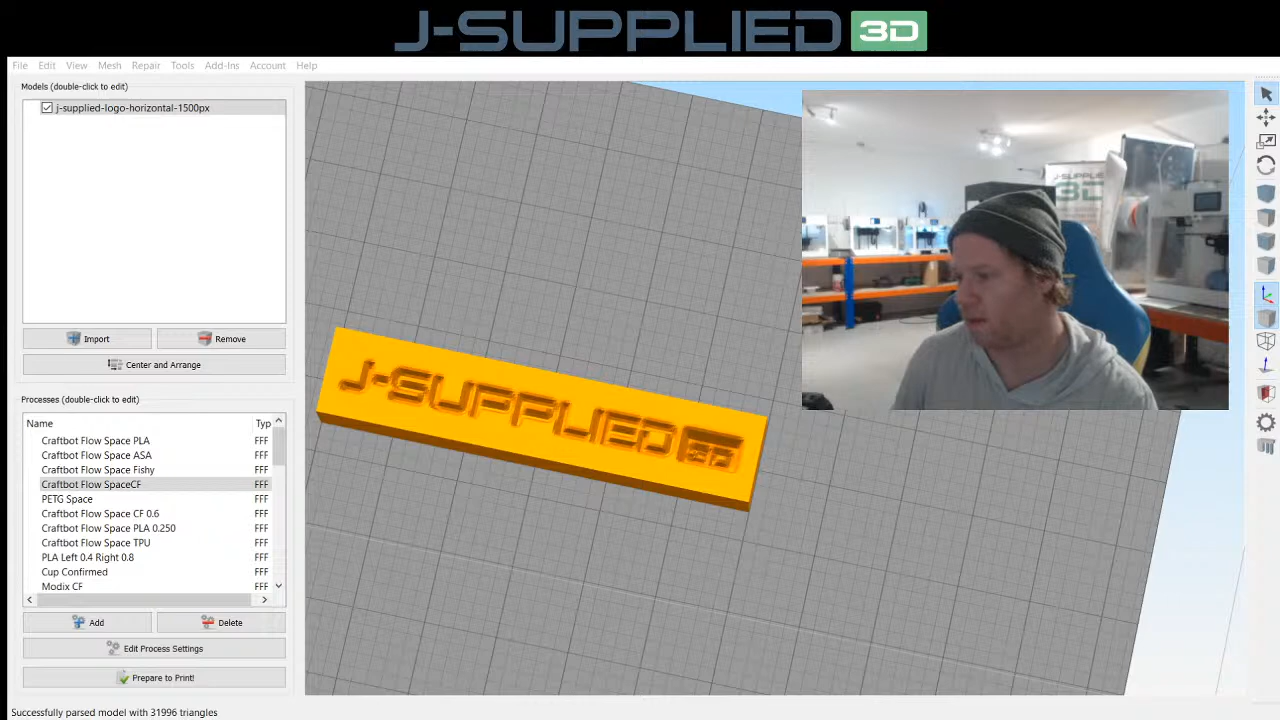 J-SUPPLIED 3D
File Edit View Mesh Repair Tools Add-Ins Account Help
Models (double-click to edit)
j-supplied-logo-horizontal-1500px
Import Remove
Center and Arrange
Processes (double-click to edit)
Name Typ
Craftbot Flow Space PLA FFF
Craftbot Flow Space ASA FFF
Craftbot Flow Space Fishy FFF
Craftbot Flow SpaceCF FFF
PETG Space FFF
Craftbot Flow Space CF 0.6 FFF
Craftbot Flow Space PLA 0.250 FFF
Craftbot Flow Space TPU FFF
PLA Left 0.4 Right 0.8 FFF
Cup Confirmed FFF
Modix CF FFF
Add Delete
Edit Process Settings
Prepare to Print!
Successfully parsed model with 31996 triangles
J-SUPPLIED 3D
J-SUPPLIED
3D